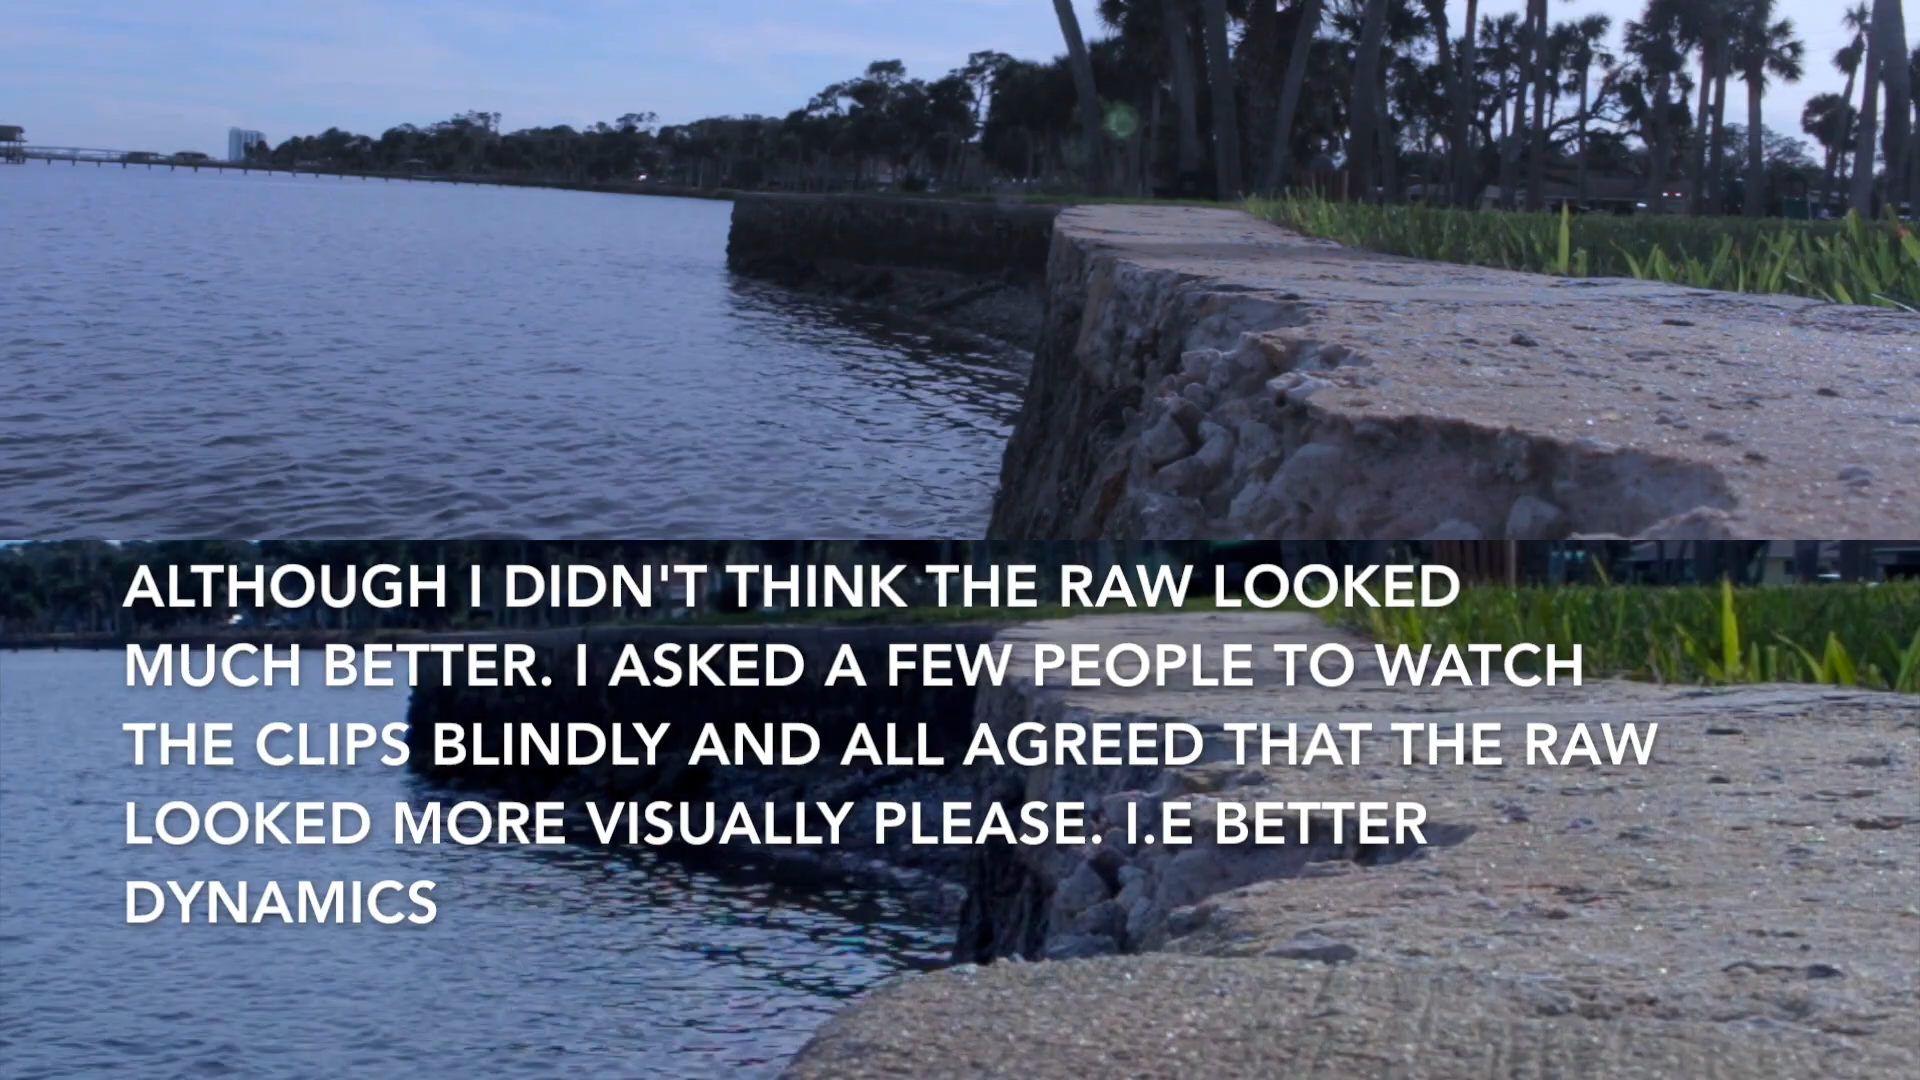 ALTHOUGH I DIDN'T THINK THE RAW LOOKED
MUCH BETTER. I ASKED A FEW PEOPLE TO WATCH
THE CLIPS BLINDLY AND ALL AGREED THAT THE RAW
LOOKED MORE VISUALLY PLEASE. I.E BETTER
DYNAMICS